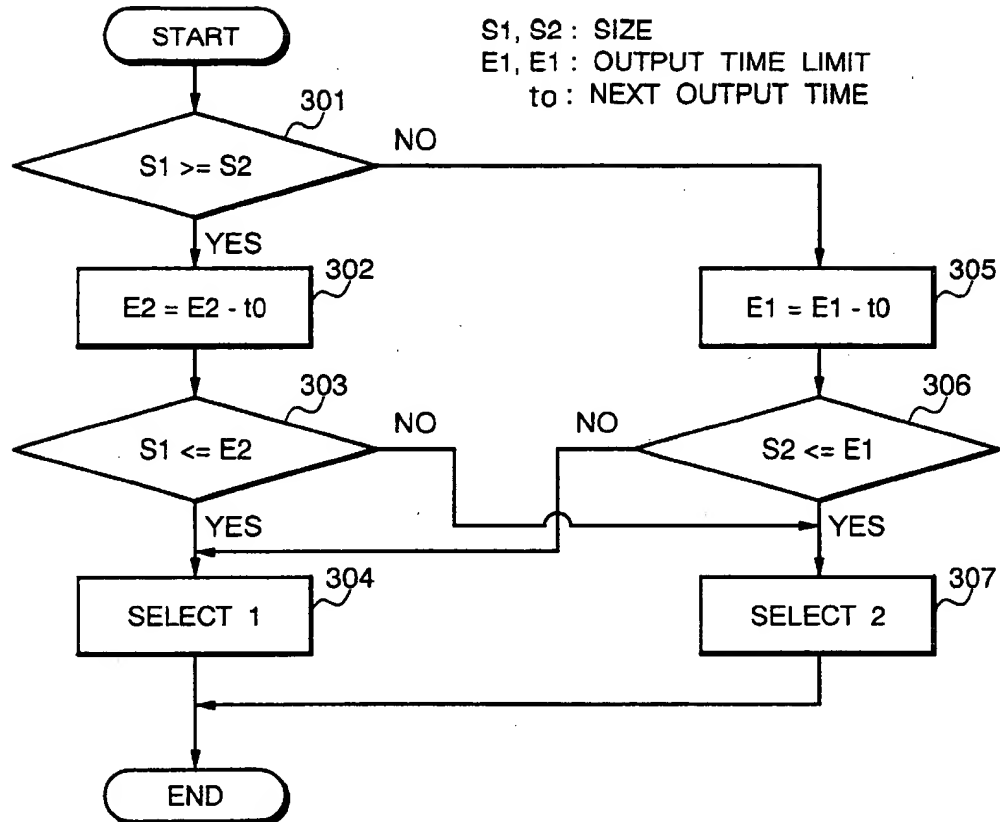 START
S1, S2 : SIZE
E1, E1 : OUTPUT TIME LIMIT
to : NEXT OUTPUT TIME
301
S1 >= S2
NO
YES
302
E2 = E2 - t0
305
E1 = E1 - t0
303
S1 <= E2
NO
YES
306
NO
S2 <= E1
YES
304
SELECT 1
307
SELECT 2
END